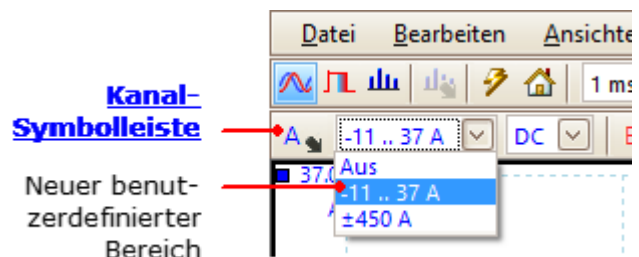 Datei Bearbeiten Ansichte
1 ms
Kanal-
Symbolleiste
A -11 .. 37 A DC
Aus
37.0
-11 .. 37 A
±450 A
Neuer benut-
zerdefinierter
Bereich